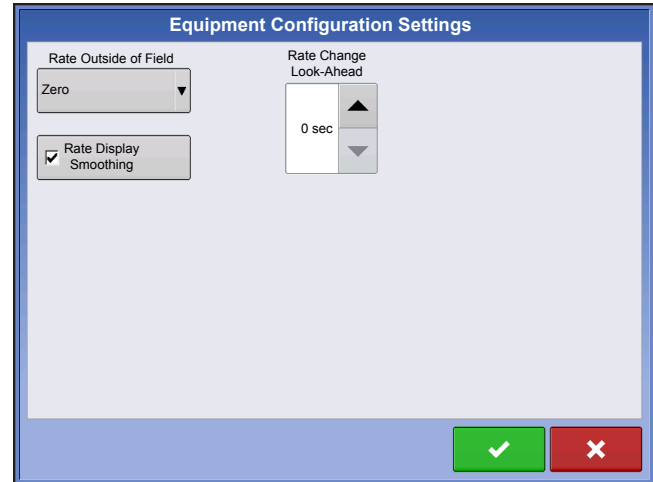 Equipment Configuration Settings
Rate Outside of Field
Zero
Rate Display
Smoothing
Rate Change
Look-Ahead
0 sec